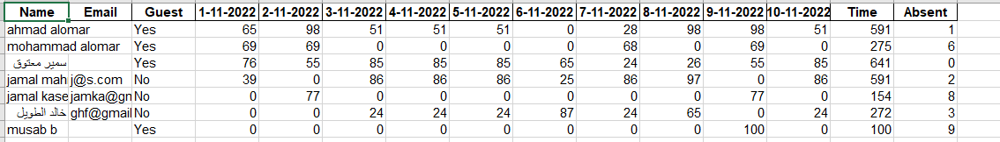 Name Email Guest 1-11-2022 2-11-2022 3-11-2022 4-11-2022 5-11-2022 6-11-2022 7-11-2022 8-11-2022 9-11-2022 10-11-2022 Time Absent
ahmad alomar Yes 65 98 51 51 51 0 28 98 98 51 591 1
mohammad alomar Yes 69 69 0 0 0 0 68 0 69 0 275 6
سمير معتوق Yes 76 55 85 85 85 65 24 26 55 85 641 0
jamal mah j@s.com No 39 0 86 86 86 25 86 97 0 86 591 2
jamal kase jamka@gn No 0 77 0 0 0 0 0 0 77 0 154 8
خالد الطويل ghf@gmail No 0 0 24 24 24 87 24 65 0 24 272 3
musab b Yes 0 0 0 0 0 0 0 0 100 0 100 9